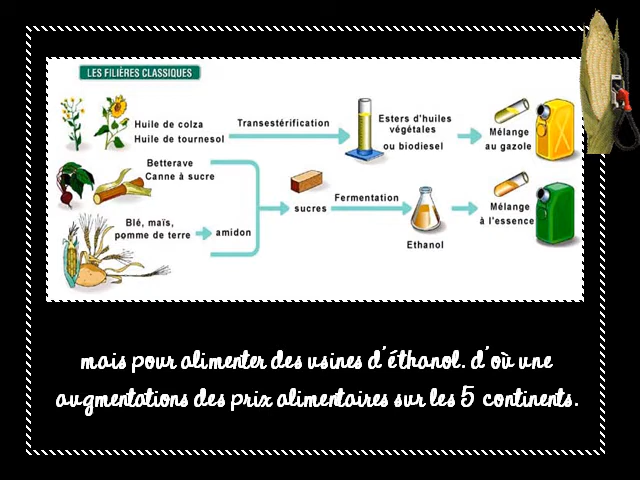 LES FILIÈRES CLASSIQUES
Huile de colza
Huile de tournesol
Transestérification
Esters d'huiles
végétales
ou biodiesel
Mélange
au gazole
Betterave
Canne à sucre
Blé, maïs,
pomme de terre
amidon
sucres
Fermentation
Ethanol
Mélange
à l'essence
mais pour alimenter des usines d'éthanol. d'où une
augmentations des prix alimentaires sur les 5 continents.